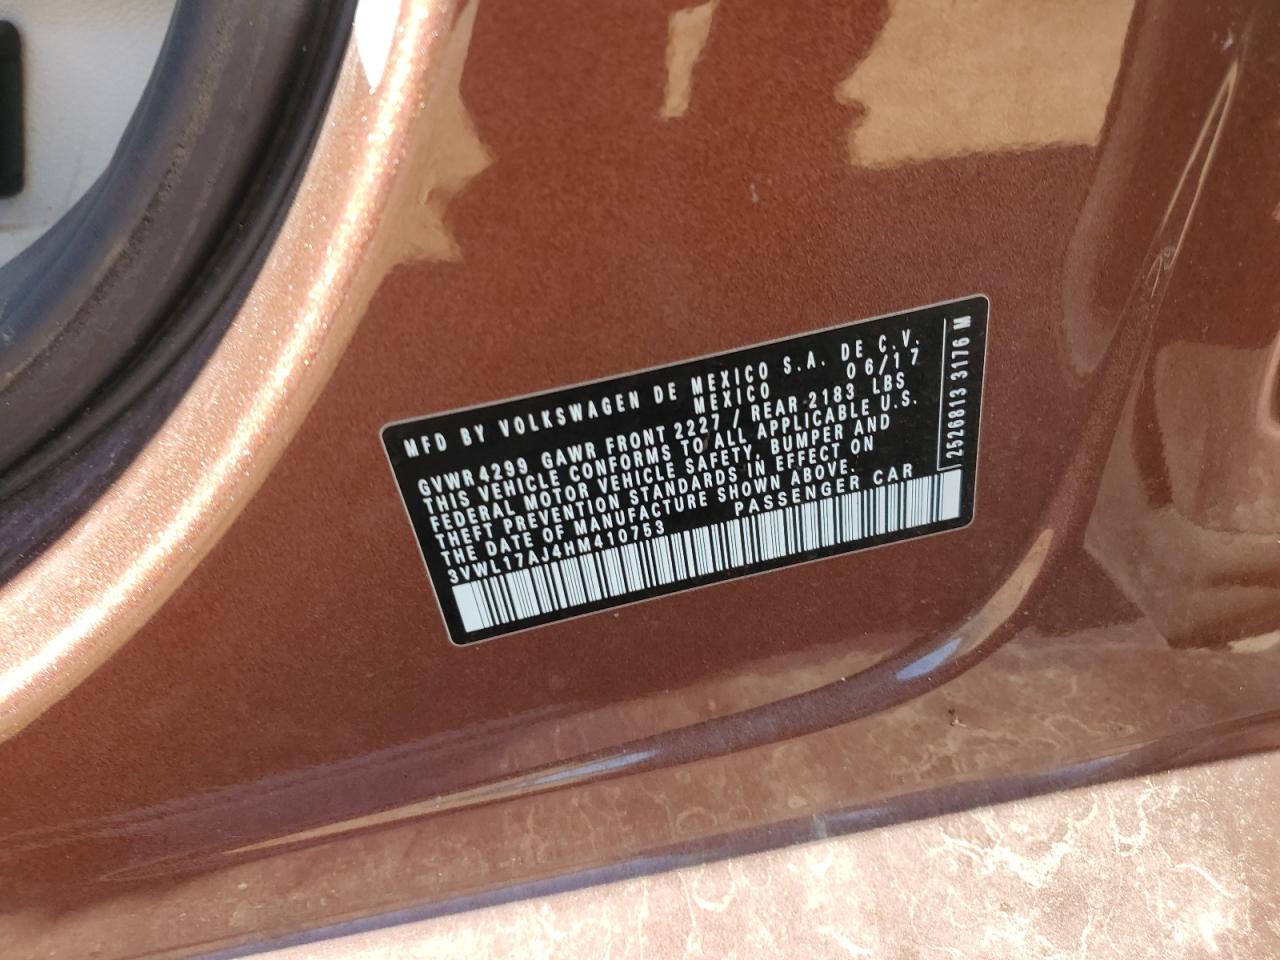 MFD BY VOLKSWAGEN DE MEXICO S.A. DE C.V.
MEXICO 06/17
GVWR 4299 GAWR FRONT 2227 / REAR 2183 LBS
THIS VEHICLE CONFORMS TO ALL APPLICABLE U.S.
FEDERAL MOTOR VEHICLE SAFETY, BUMPER AND
THEFT PREVENTION STANDARDS IN EFFECT ON
THE DATE OF MANUFACTURE SHOWN ABOVE.
3VWL17AJ4HM410753 PASSENGER CAR
2526813 3176 M